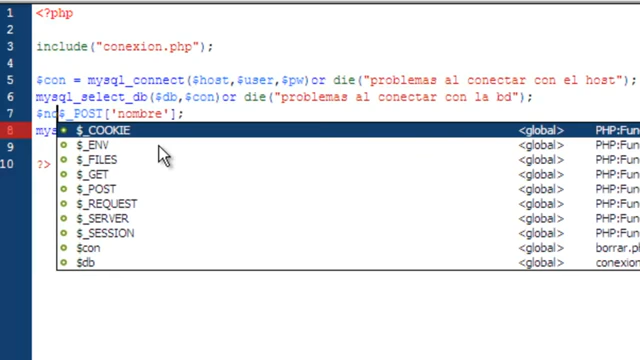 1 <?php
2
3 include("conexion.php");
4
5 $con = mysql_connect($host,$user,$pw)or die("problemas al conectar con el host");
6 mysql_select_db($db,$con)or die("problemas al conectar con la bd");
7 $no$_POST['nombre'];
8 mys
9
10 ?>
$_COOKIE <global> PHP:Fun
$_ENV <global> PHP:Fun
$_FILES <global> PHP:Fun
$_GET <global> PHP:Fun
$_POST <global> PHP:Fun
$_REQUEST <global> PHP:Fun
$_SERVER <global> PHP:Fun
$_SESSION <global> PHP:Fun
$con <global> borrar.ph
$db <global> conexion